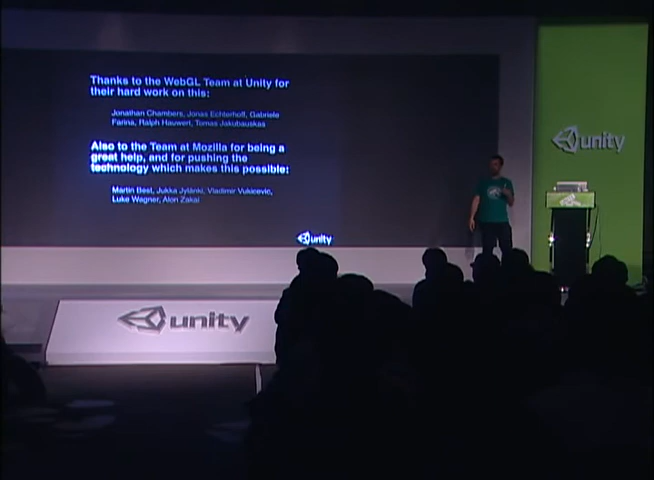 Thanks to the WebGL Team at Unity for
their hard work on this:
Jonathan Chambers, Jonas Echterhoff, Gabriele
Farina, Ralph Hauwert, Tomas Jakubauskas
Also to the Team at Mozilla for being a
great help, and for pushing the
technology which makes this possible:
Martin Best, Jukka Jylänki, Vladimir Vukicevic,
Luke Wagner, Alon Zakai
unity
unity
unity